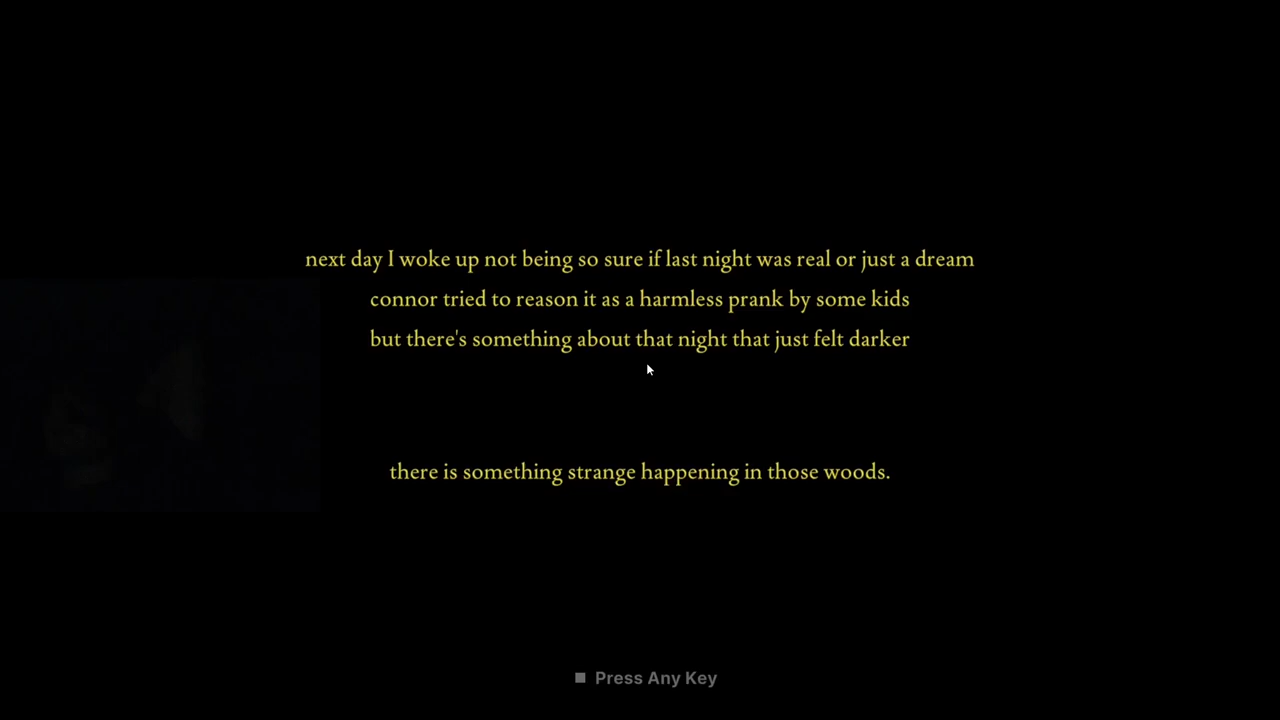 next day I woke up not being so sure if last night was real or just a dream
connor tried to reason it as a harmless prank by some kids
but there's something about that night that just felt darker
there is something strange happening in those woods.
Press Any Key